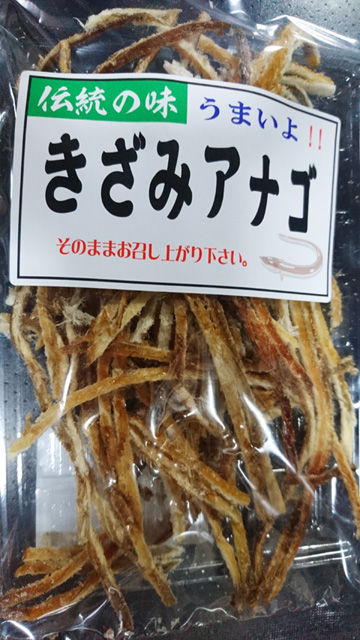 伝統の味 うまいよ!!
きざみアナゴ
そのままお召し上がり下さい。